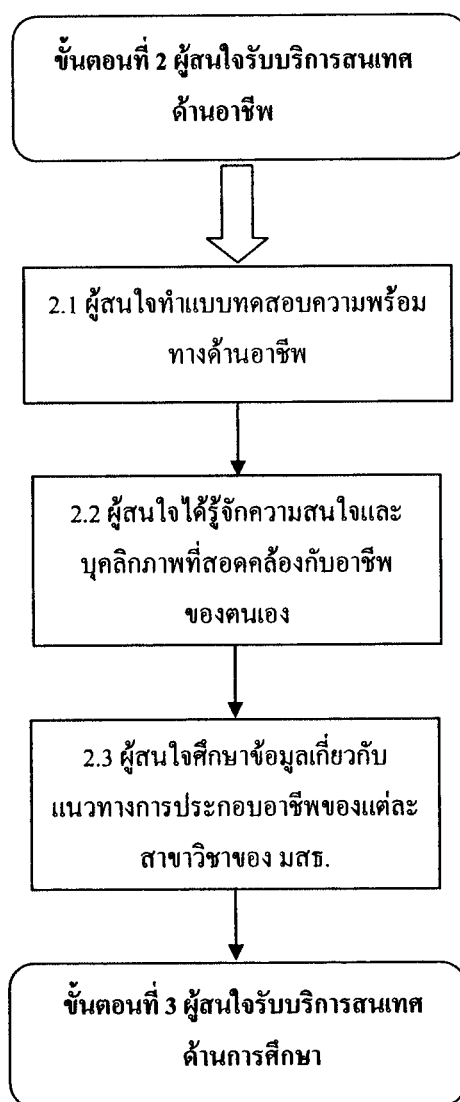 ขั้นตอนที่ 2 ผู้สนใจรับบริการสนเทศ
ด้านอาชีพ
2.1 ผู้สนใจทำแบบทดสอบความพร้อม
ทางด้านอาชีพ
2.2 ผู้สนใจได้รู้จักความสนใจและ
บุคลิกภาพที่สอดคล้องกับอาชีพ
ของตนเอง
2.3 ผู้สนใจศึกษาข้อมูลเกี่ยวกับ
แนวทางการประกอบอาชีพของแต่ละ
สาขาวิชาของ มสธ.
ขั้นตอนที่ 3 ผู้สนใจรับบริการสนเทศ
ด้านการศึกษา